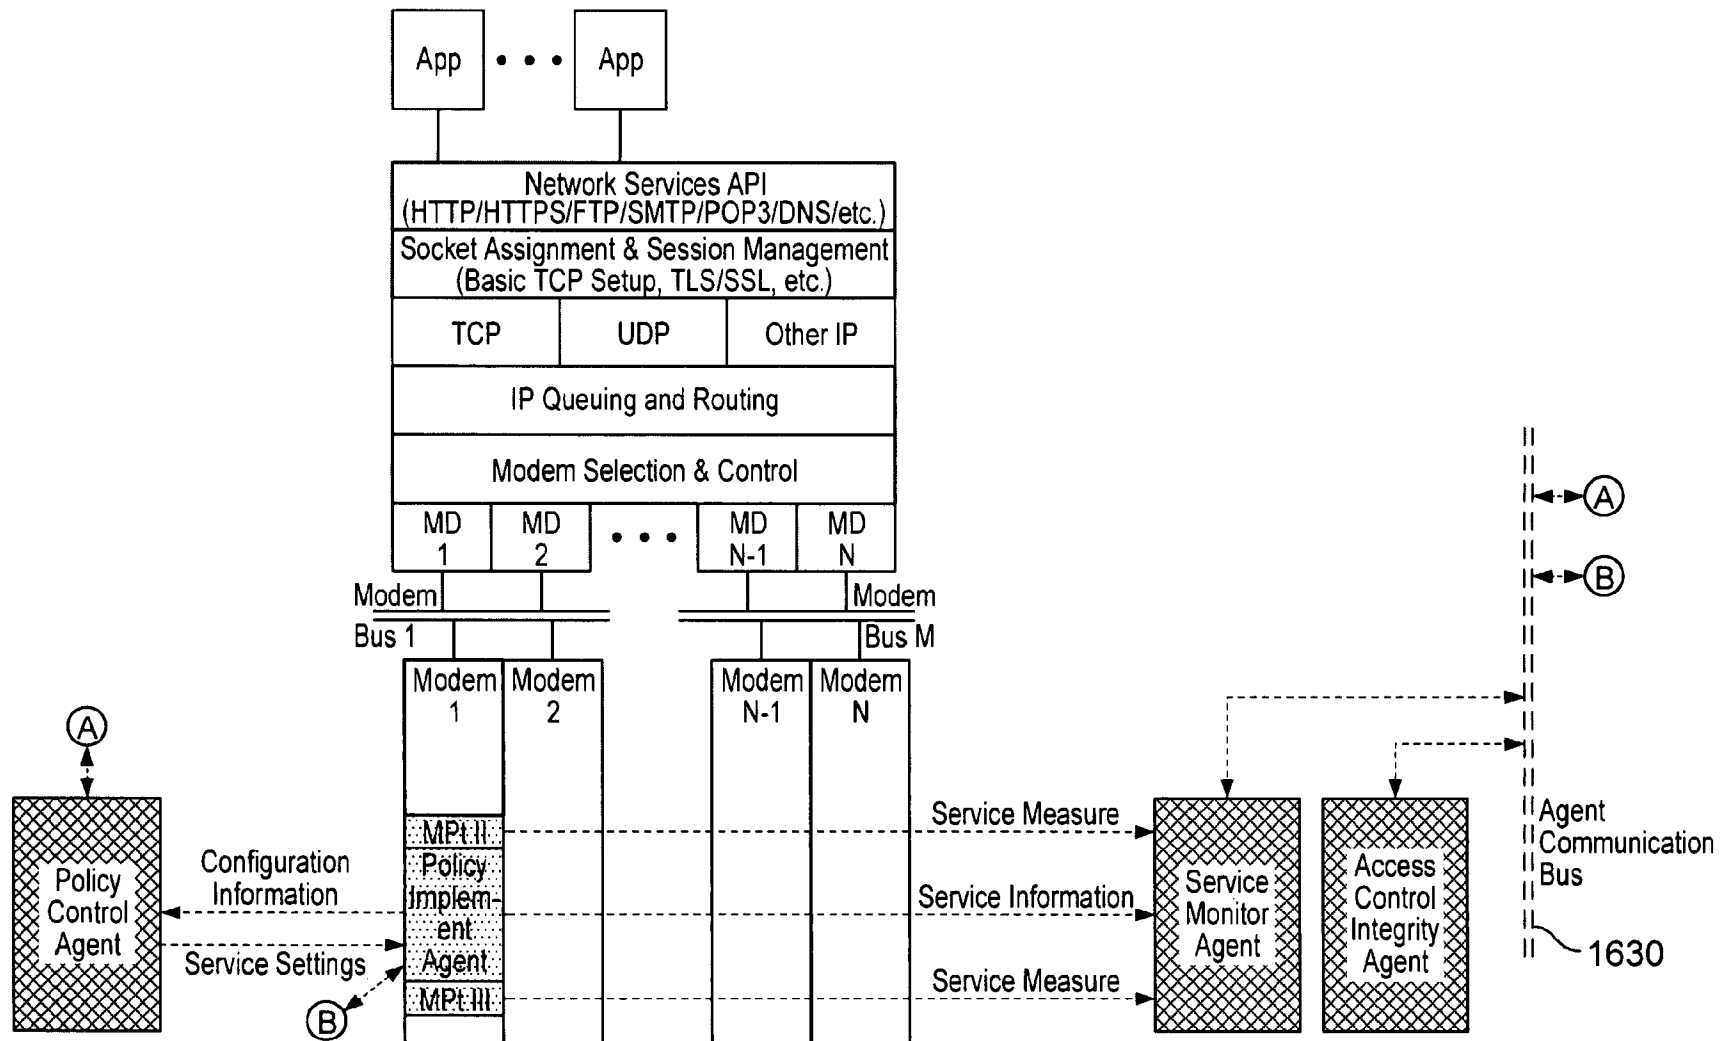 App
App
Network Services API
(HTTP/HTTPS/FTP/SMTP/POP3/DNS/etc.)
Socket Assignment & Session Management
(Basic TCP Setup, TLS/SSL, etc.)
TCP
UDP
Other IP
IP Queuing and Routing
Modem Selection & Control
MD
1
MD
2
MD
N-1
MD
N
Modem
Bus 1
Modem
Bus M
Modem
1
Modem
2
Modem
N-1
Modem
N
A
B
A
Policy
Control
Agent
Configuration
Information
Service Settings
B
MPt II
Policy
Implem-
ent
Agent
MPt III
Service Measure
Service Information
Service Measure
Service
Monitor
Agent
Access
Control
Integrity
Agent
Agent
Communication
Bus
1630